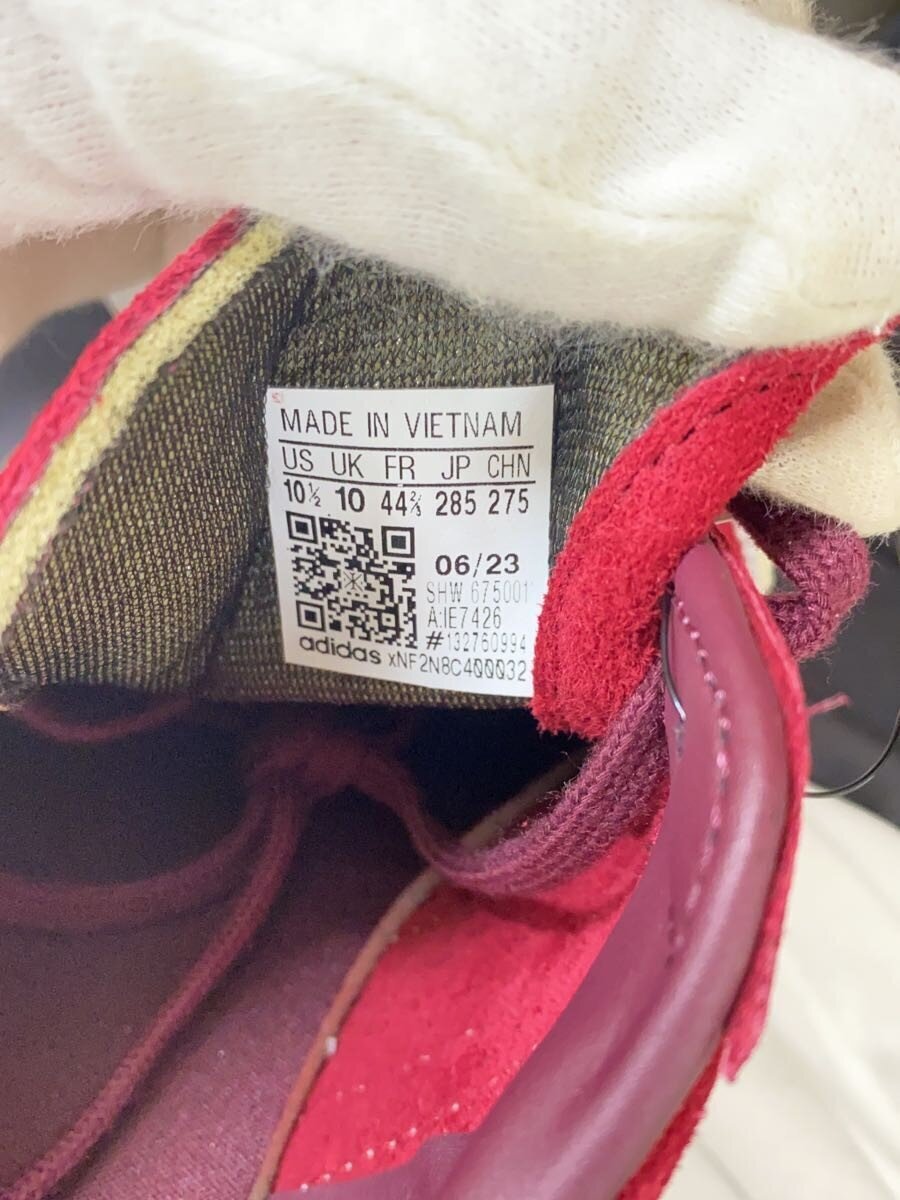 MADE IN VIETNAM
US UK FR JP CHN
10½ 10 44⅔ 285 275
06/23
SHW 675001
A:IE7426
#132760994
adidas xNF2N8C400032